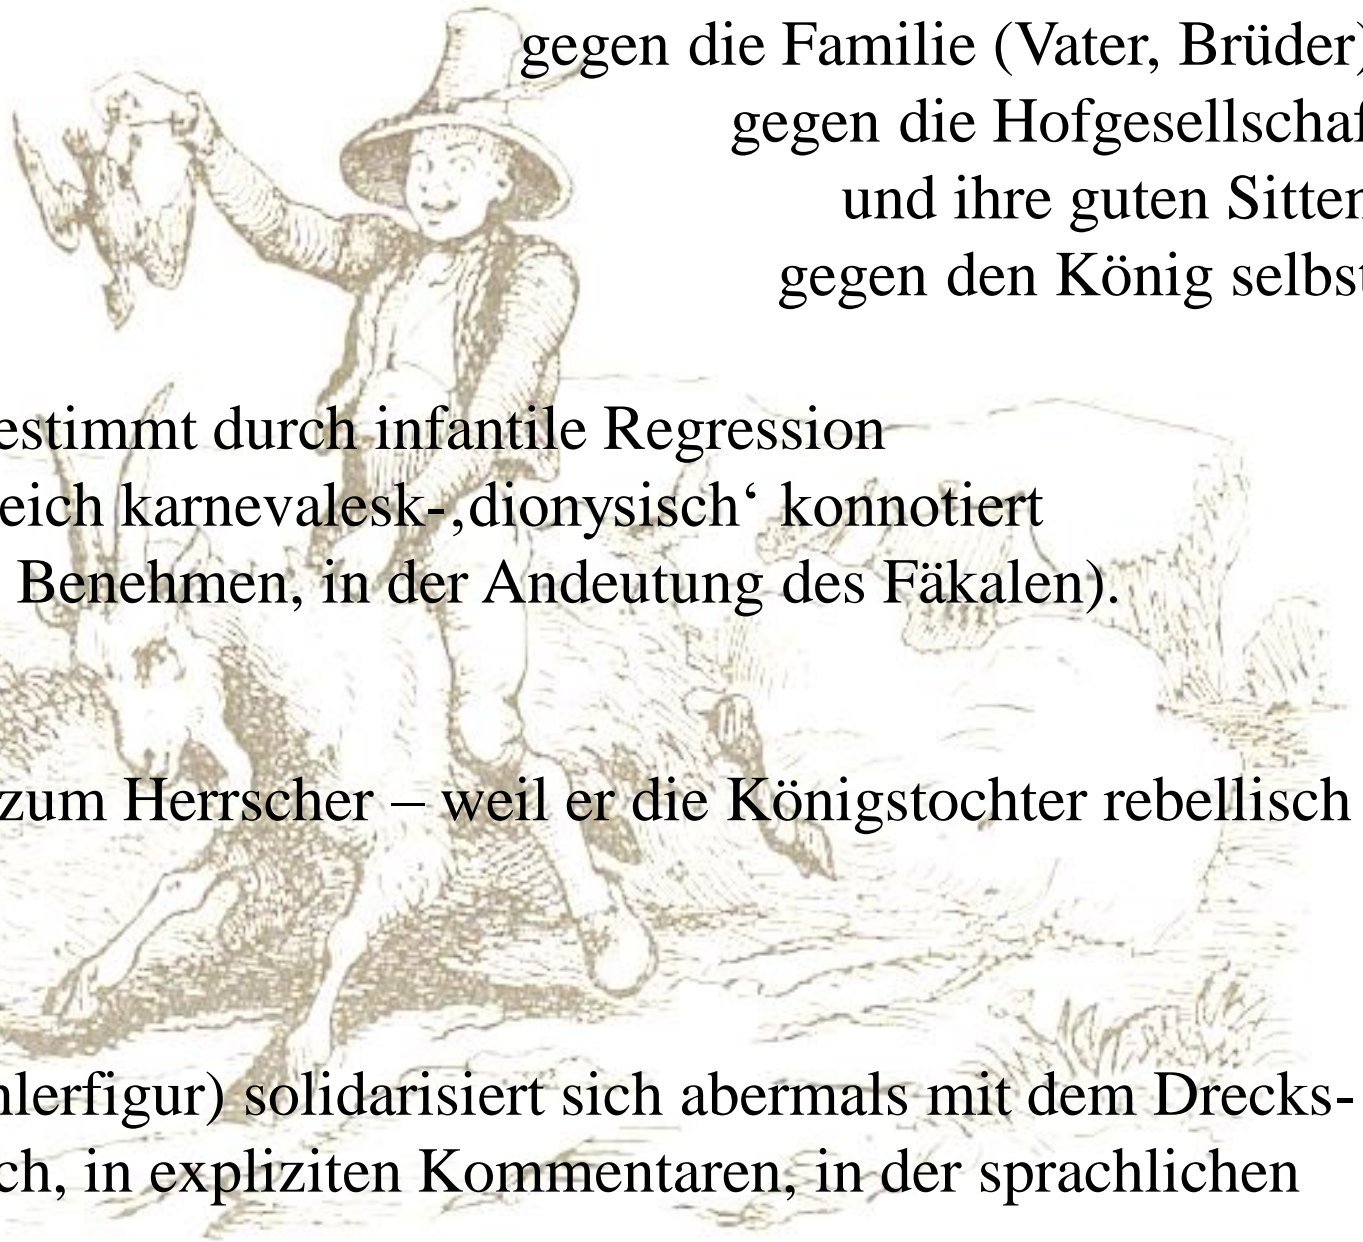 gegen die Familie (Vater, Brüder)
gegen die Hofgesellschaf
und ihre guten Sitten
gegen den König selbst
estimmt durch infantile Regression
eich karnevalesk-‚dionysisch‘ konnotiert
Benehmen, in der Andeutung des Fäkalen).
zum Herrscher – weil er die Königstochter rebellisch
hlerfigur) solidarisiert sich abermals mit dem Drecks-
ch, in expliziten Kommentaren, in der sprachlichen